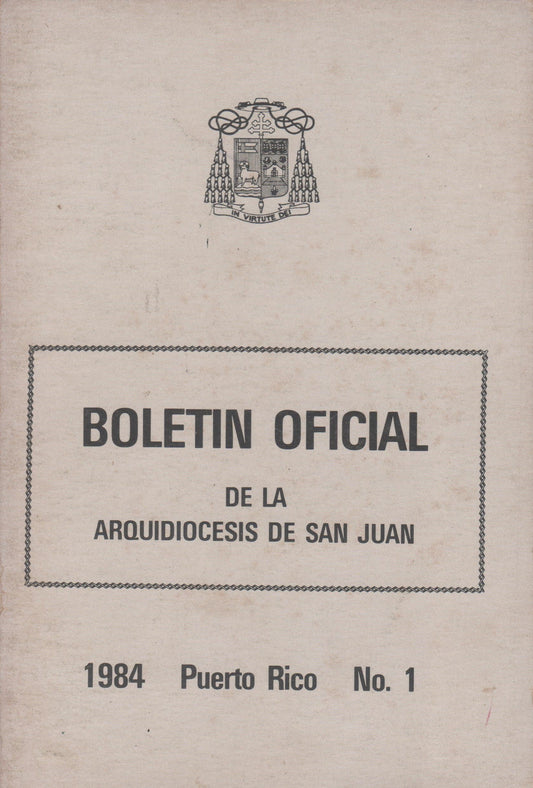 IN VIRTUTE DEI
BOLETIN OFICIAL
DE LA
ARQUIDIOCESIS DE SAN JUAN
1984 Puerto Rico No. 1